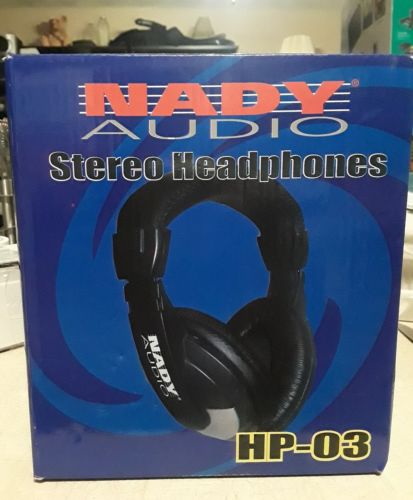 NADY®
AUDIO
Stereo Headphones
NADY
AUDIO
HP-03